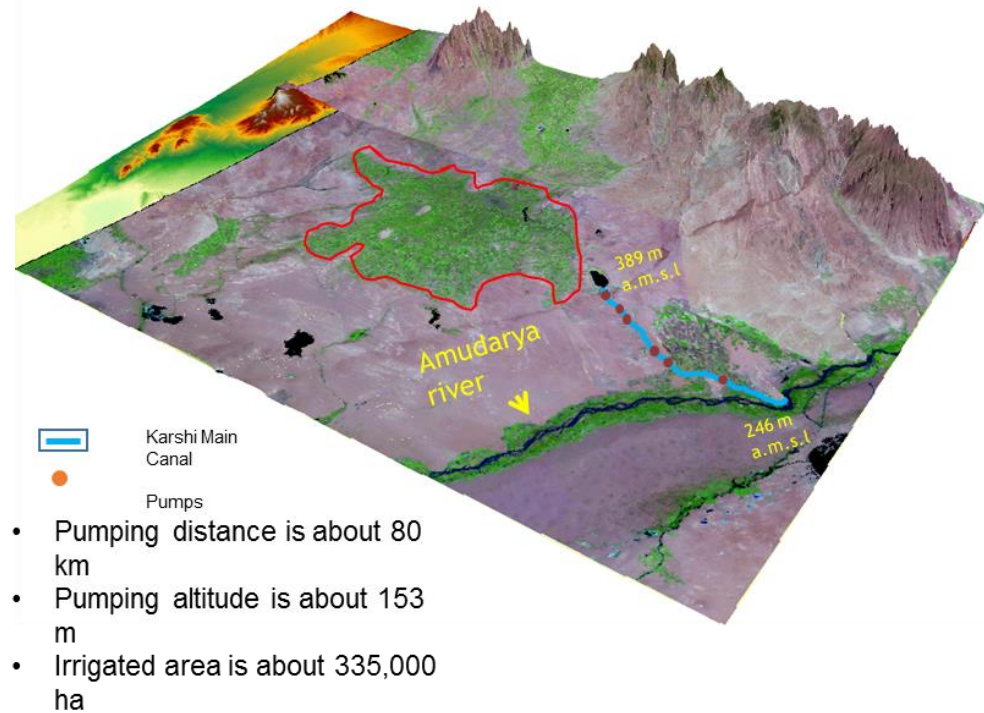 389 m
a.m.s.l
Amudarya
river
246 m
a.m.s.l
Karshi Main
Canal
Pumps
• Pumping distance is about 80
km
• Pumping altitude is about 153
m
• Irrigated area is about 335,000
ha